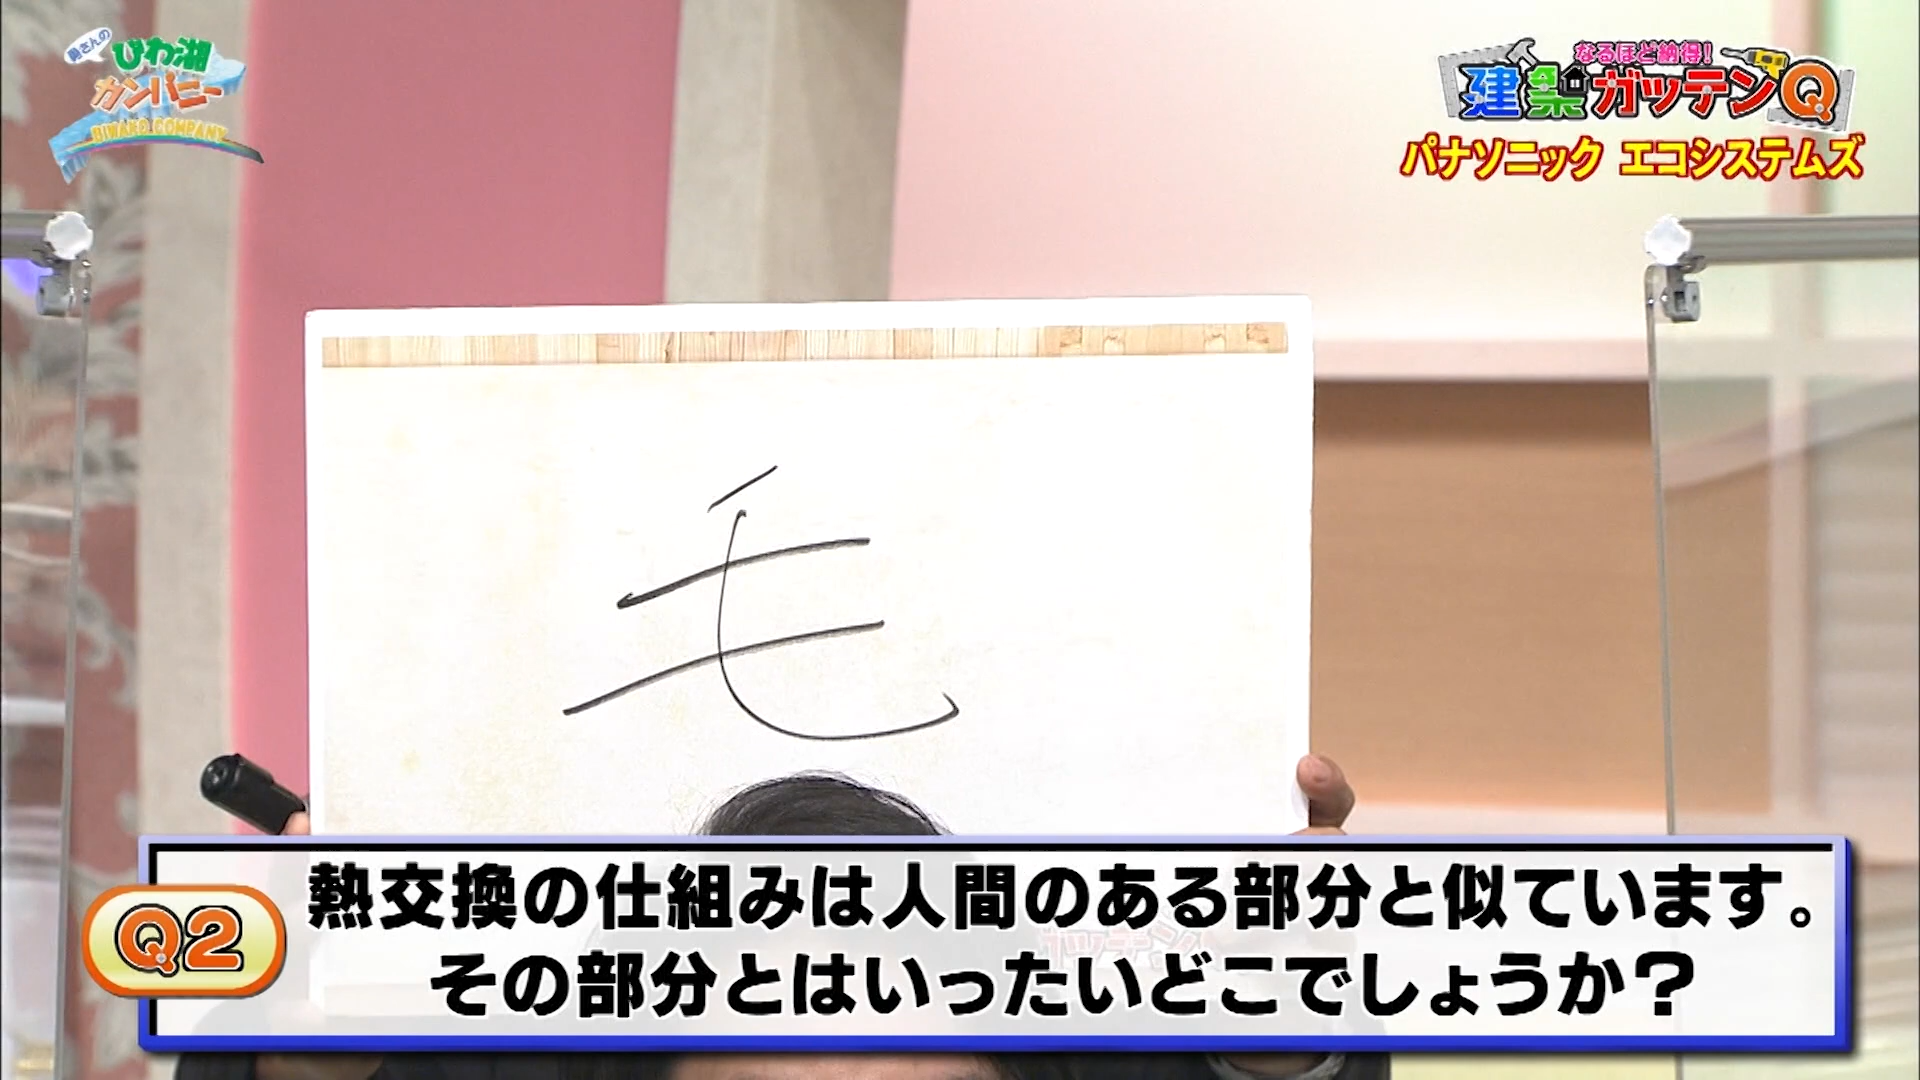 勇さんの
びわ湖
カンパニー
BIWAKO COMPANY
なるほど納得!
建築ガッテンQ
パナソニック エコシステムズ
毛
Q2
熱交換の仕組みは人間のある部分と似ています。
その部分とはいったいどこでしょうか？